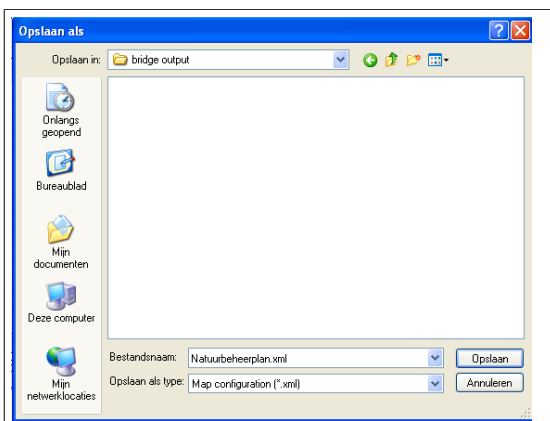 Opslaan als
Opslaan in: bridge output
Onlangs
geopend
Bureaublad
Mijn
documenten
Deze computer
Mijn
netwerklocaties
Bestandsnaam: Natuurbeheerplan.xml Opslaan
Opslaan als type: Map configuration (*.xml) Annuleren